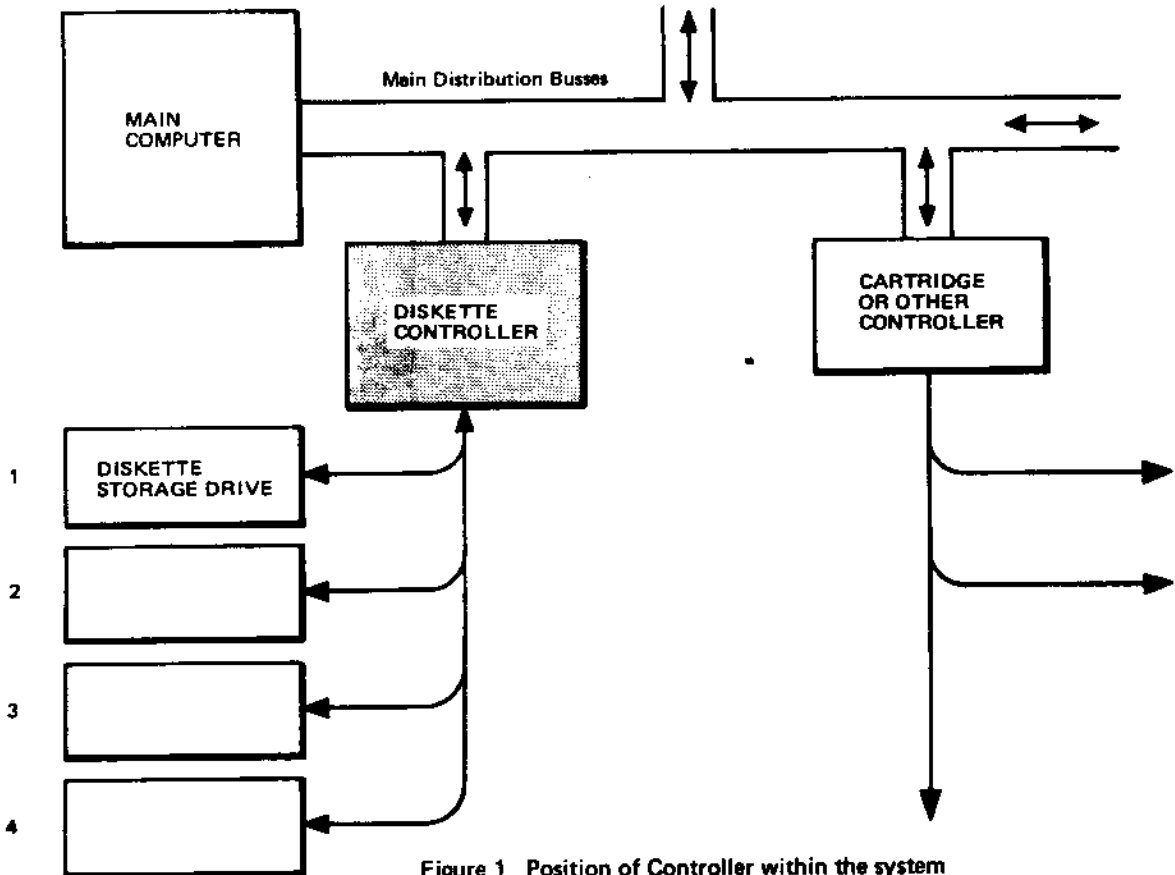 Main Distribution Busses
MAIN
COMPUTER
DISKETTE
CONTROLLER
CARTRIDGE
OR OTHER
CONTROLLER
1
DISKETTE
STORAGE DRIVE
2
3
4
Figure 1 Position of Controller within the system